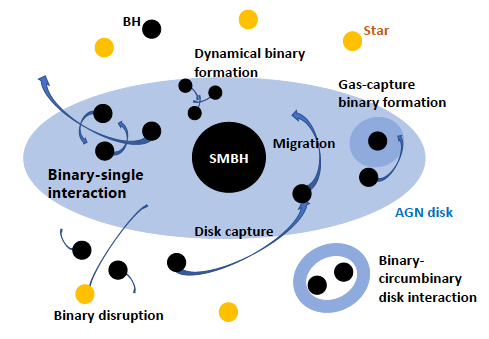 BH
Star
Dynamical binary
formation
Gas-capture
binary formation
SMBH
Migration
Binary-single
interaction
AGN disk
Disk capture
Binary-
circumbinary
disk interaction
Binary disruption